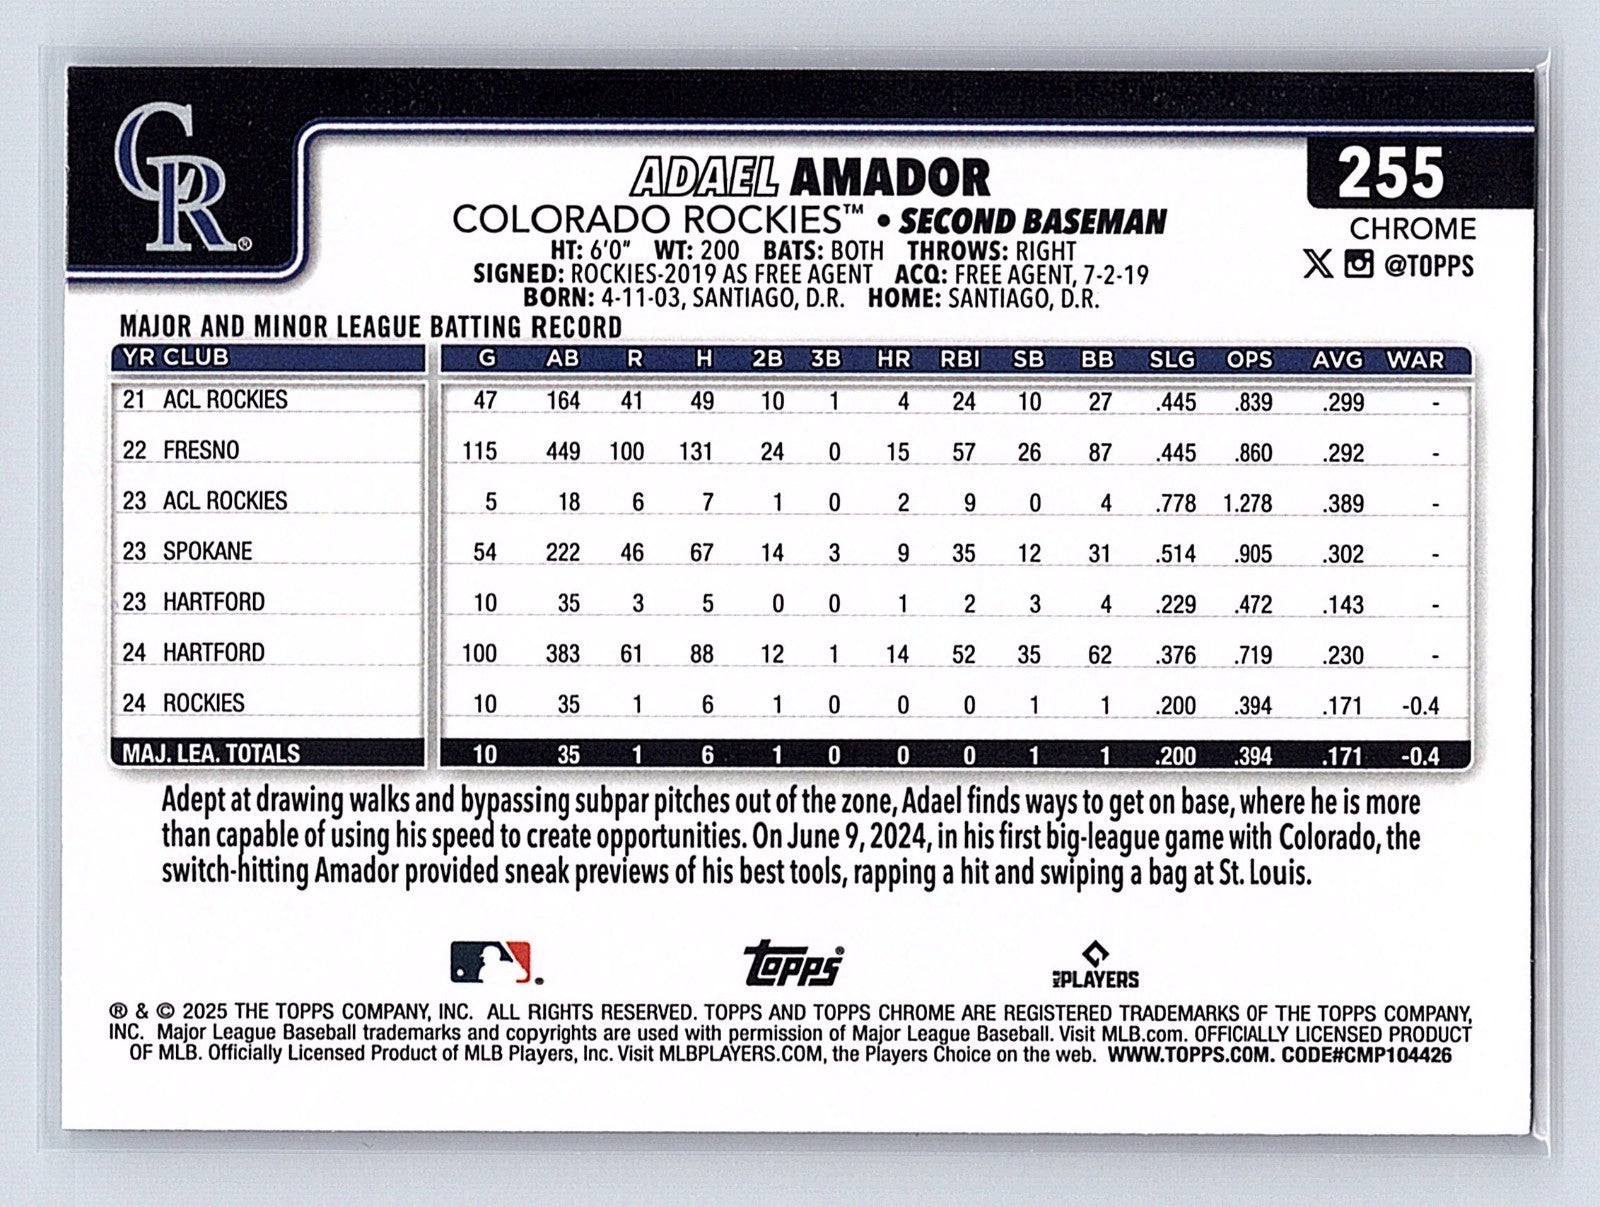 CR®
ADAEL AMADOR
255
COLORADO ROCKIES™ • SECOND BASEMAN
CHROME
HT: 6'0" WT: 200 BATS: BOTH THROWS: RIGHT
@TOPPS
SIGNED: ROCKIES-2019 AS FREE AGENT ACQ: FREE AGENT, 7-2-19
BORN: 4-11-03, SANTIAGO, D.R. HOME: SANTIAGO, D.R.
MAJOR AND MINOR LEAGUE BATTING RECORD
YR CLUB G AB R H 2B 3B HR RBI SB BB SLG OPS AVG WAR
21 ACL ROCKIES 47 164 41 49 10 1 4 24 10 27 .445 .839 .299 -
22 FRESNO 115 449 100 131 24 0 15 57 26 87 .445 .860 .292 -
23 ACL ROCKIES 5 18 6 7 1 0 2 9 0 4 .778 1.278 .389 -
23 SPOKANE 54 222 46 67 14 3 9 35 12 31 .514 .905 .302 -
23 HARTFORD 10 35 3 5 0 0 1 2 3 4 .229 .472 .143 -
24 HARTFORD 100 383 61 88 12 1 14 52 35 62 .376 .719 .230 -
24 ROCKIES 10 35 1 6 1 0 0 0 1 1 .200 .394 .171 -0.4
MAJ. LEA. TOTALS 10 35 1 6 1 0 0 0 1 1 .200 .394 .171 -0.4
Adept at drawing walks and bypassing subpar pitches out of the zone, Adael finds ways to get on base, where he is more
than capable of using his speed to create opportunities. On June 9, 2024, in his first big-league game with Colorado, the
switch-hitting Amador provided sneak previews of his best tools, rapping a hit and swiping a bag at St. Louis.
Topps® MLB PLAYERS
® & © 2025 THE TOPPS COMPANY, INC. ALL RIGHTS RESERVED. TOPPS AND TOPPS CHROME ARE REGISTERED TRADEMARKS OF THE TOPPS COMPANY,
INC. Major League Baseball trademarks and copyrights are used with permission of Major League Baseball. Visit MLB.com. OFFICIALLY LICENSED PRODUCT
OF MLB. Officially Licensed Product of MLB Players, Inc. Visit MLBPLAYERS.COM, the Players Choice on the web. WWW.TOPPS.COM. CODE#CMP104426